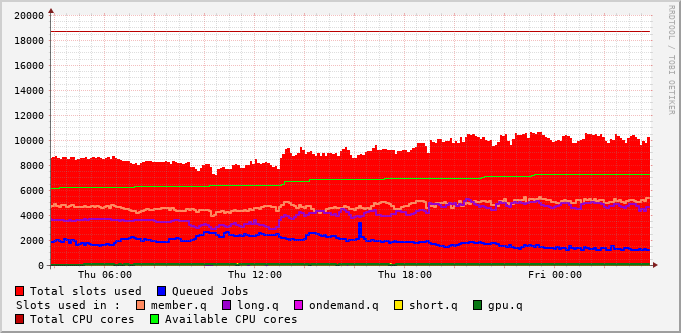 20000
18000
16000
14000
12000
10000
8000
6000
4000
2000
0
Thu 06:00 Thu 12:00 Thu 18:00 Fri 00:00
RRDTOOL / TOBI OETIKER
Total slots used Queued Jobs
Slots used in : member.q long.q ondemand.q short.q gpu.q
Total CPU cores Available CPU cores